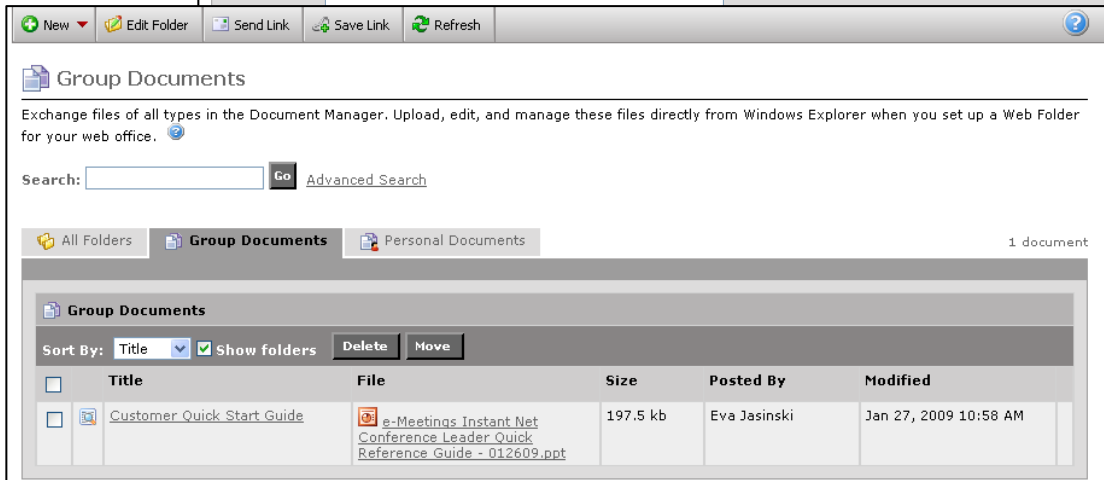 New Edit Folder Send Link Save Link Refresh ?
Group Documents
Exchange files of all types in the Document Manager. Upload, edit, and manage these files directly from Windows Explorer when you set up a Web Folder
for your web office. ?
Search: Go Advanced Search
All Folders Group Documents Personal Documents 1 document
Group Documents
Sort By: Title Show folders Delete Move
Title File Size Posted By Modified
Customer Quick Start Guide e-Meetings Instant Net 197.5 kb Eva Jasinski Jan 27, 2009 10:58 AM
Conference Leader Quick
Reference Guide - 012609.ppt